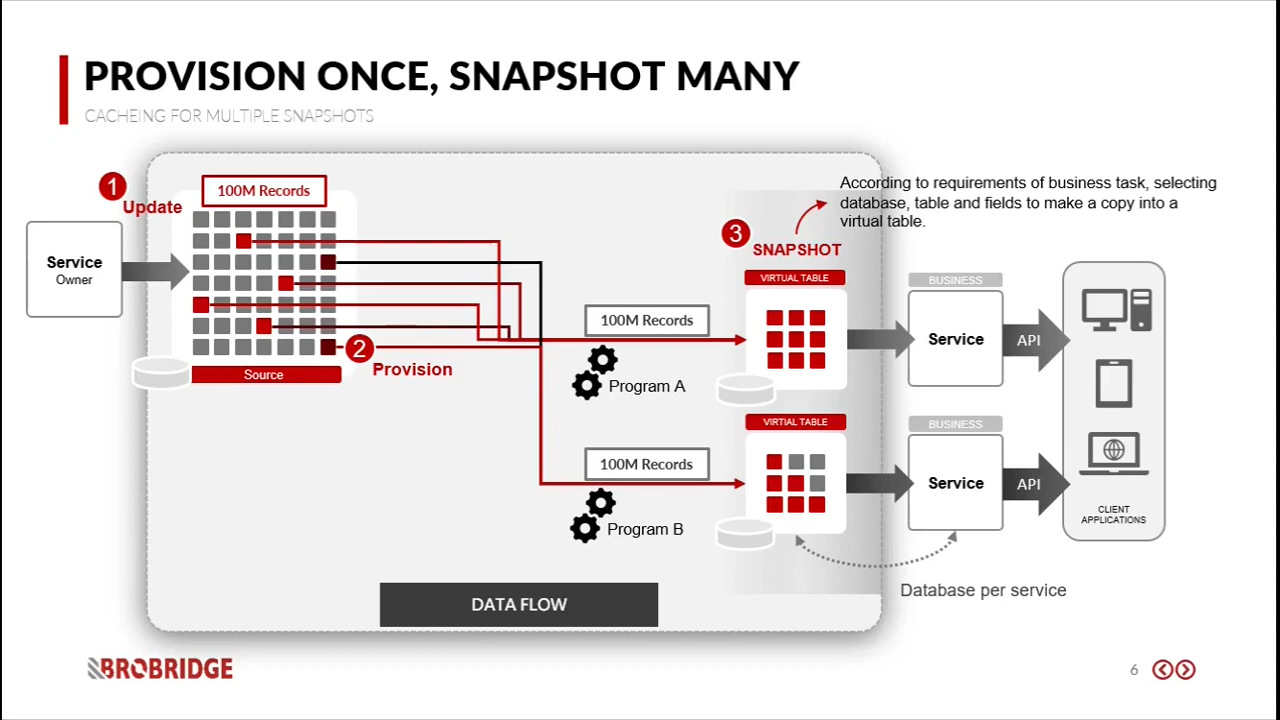 PROVISION ONCE, SNAPSHOT MANY
CACHEING FOR MULTIPLE SNAPSHOTS
1
Update
100M Records
Service
Owner
Source
2
Provision
100M Records
Program A
100M Records
Program B
3
SNAPSHOT
According to requirements of business task, selecting
database, table and fields to make a copy into a
virtual table.
VIRTUAL TABLE
BUSINESS
Service
API
VIRTIAL TABLE
BUSINESS
Service
API
CLIENT
APPLICATIONS
Database per service
DATA FLOW
BROBRIDGE
6